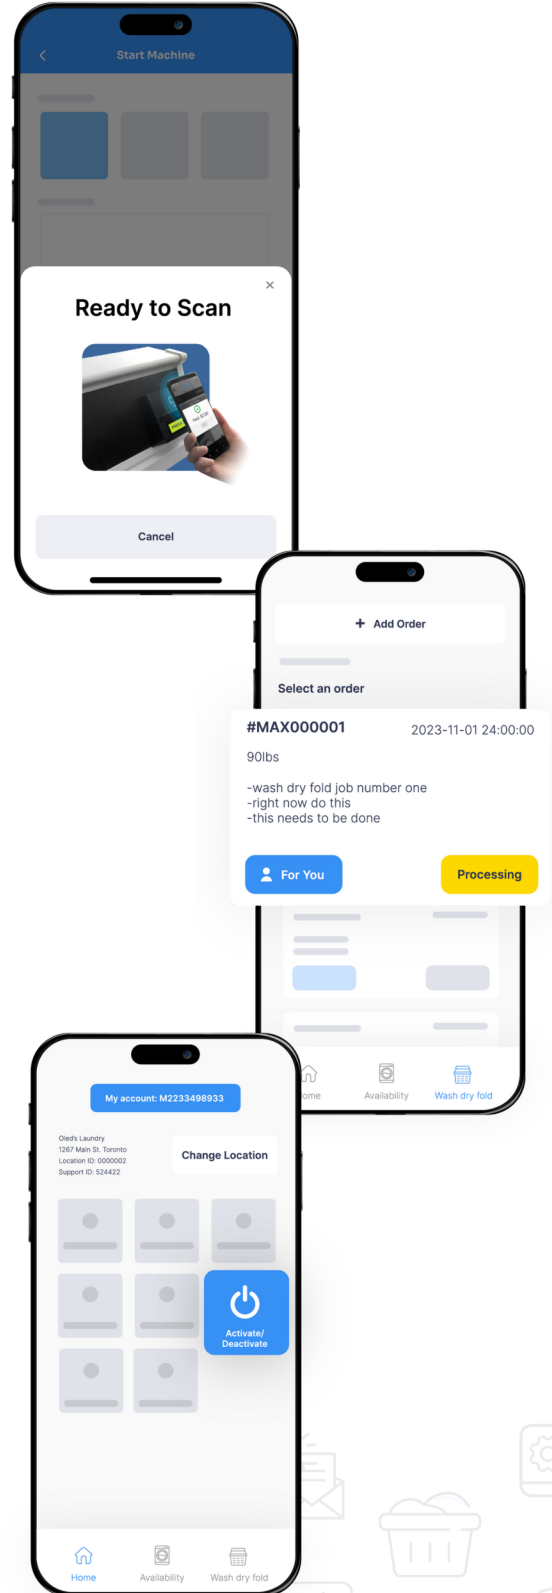 Start Machine
Ready to Scan
Cancel
+ Add Order
Select an order
#MAX000001
2023-11-01 24:00:00
90lbs
-wash dry fold job number one
-right now do this
-this needs to be done
For You
Processing
ome
Availability
Wash dry fold
My account: M2233498933
Oled's Laundry
1267 Main St. Toronto
Location ID: 0000002
Support ID: 524422
Change Location
Activate/
Deactivate
Home
Availability
Wash dry fold